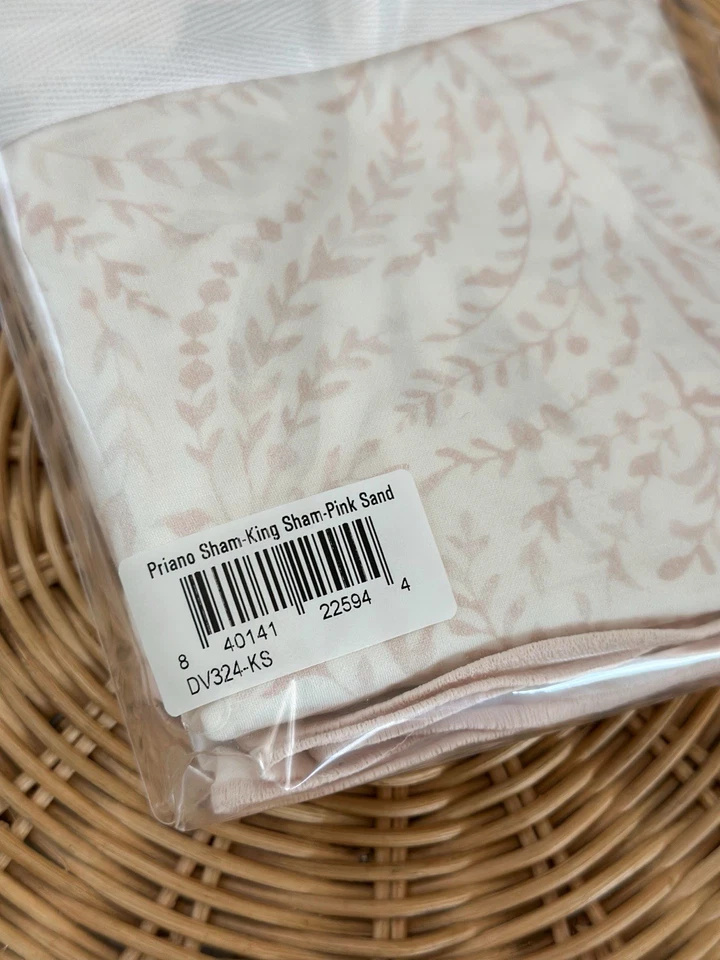 Priano Sham-King Sham-Pink Sand
8 40141 22594 4
DV324-KS